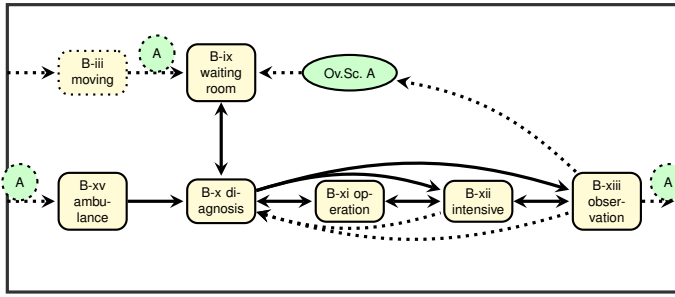 A
B-iii
moving
B-ix
waiting
room
Ov.Sc. A
A
B-xv
ambu-
lance
B-x di-
agnosis
B-xi op-
eration
B-xii
intensive
B-xiii
obser-
vation
A